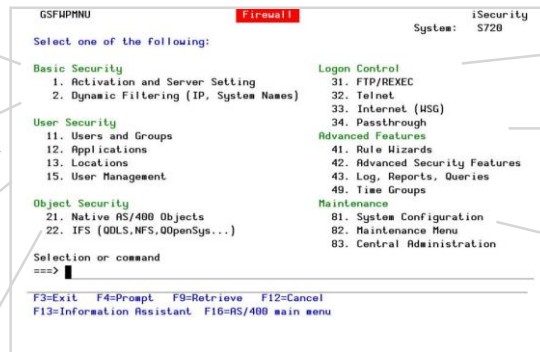 GSFWPMNU Firewall iSecurity
System: S720
Select one of the following:
Basic Security
1. Activation and Server Setting
2. Dynamic Filtering (IP, System Names)
User Security
11. Users and Groups
12. Applications
13. Locations
15. User Management
Object Security
21. Native AS/400 Objects
22. IFS (QDLS,NFS,QOpenSys...)
Logon Control
31. FTP/REXEC
32. Telnet
33. Internet (WSG)
34. Passthrough
Advanced Features
41. Rule Wizards
42. Advanced Security Features
43. Log, Reports, Queries
49. Time Groups
Maintenance
81. System Configuration
82. Maintenance Menu
83. Central Administration
Selection or command
===>
F3=Exit F4=Prompt F9=Retrieve F12=Cancel
F13=Information Assistant F16=AS/400 main menu